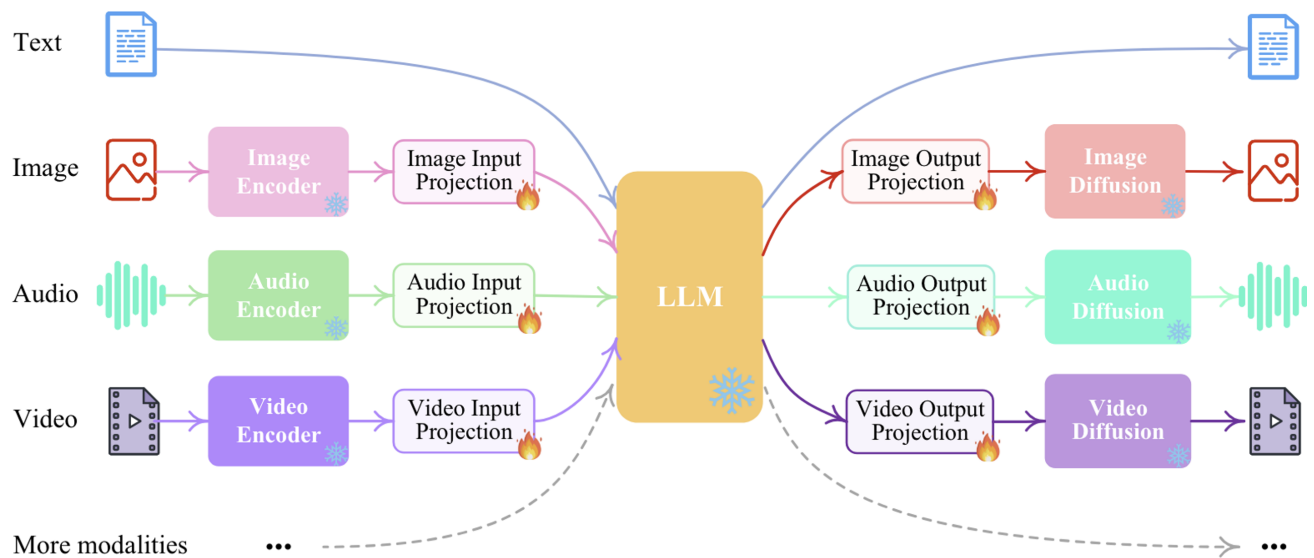 Text
Image
Image
Encoder
Image Input
Projection
Image Output
Projection
Image
Diffusion
Audio
Audio
Encoder
Audio Input
Projection
LLM
Audio Output
Projection
Audio
Diffusion
Video
Video
Encoder
Video Input
Projection
Video Output
Projection
Video
Diffusion
More modalities ••• •••